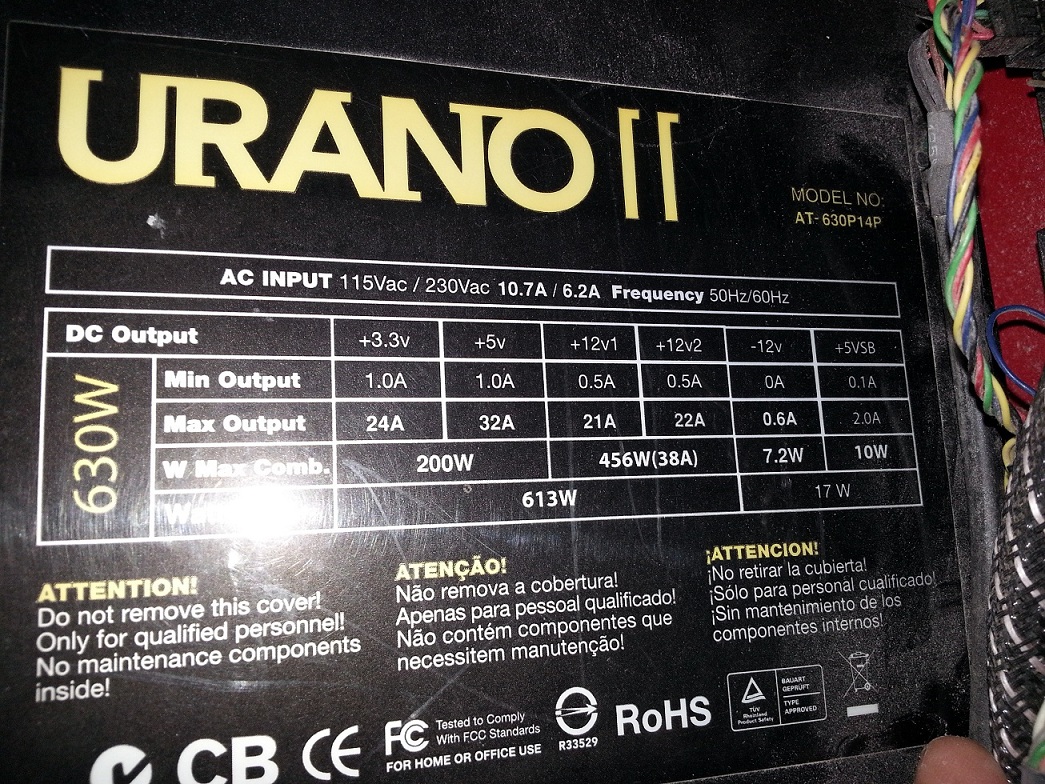 URANO II
MODEL NO:
AT-630P14P
AC INPUT 115Vac / 230Vac 10.7A / 6.2A Frequency 50Hz/60Hz
DC Output +3.3v +5v +12v1 +12v2 -12v +5VSB
630W
Min Output 1.0A 1.0A 0.5A 0.5A 0A 0.1A
Max Output 24A 32A 21A 22A 0.6A 2.0A
W Max Comb. 200W 456W(38A) 7.2W 10W
613W 17 W
ATTENTION!
Do not remove this cover!
Only for qualified personnel!
No maintenance components
inside!
ATENÇÃO!
Não remova a cobertura!
Apenas para pessoal qualificado!
Não contém componentes que
necessitem manutenção!
¡ATTENCION!
¡No retirar la cubierta!
¡Sólo para personal cualificado!
¡Sin mantenimiento de los
componentes internos!
CB
CE
FC Tested to Comply
With FCC Standards
FOR HOME OR OFFICE USE
R33529
RoHS
TÜV
Rheinland
Product Safety
BAUART
GEPRÜFT
TYPE
APPROVED